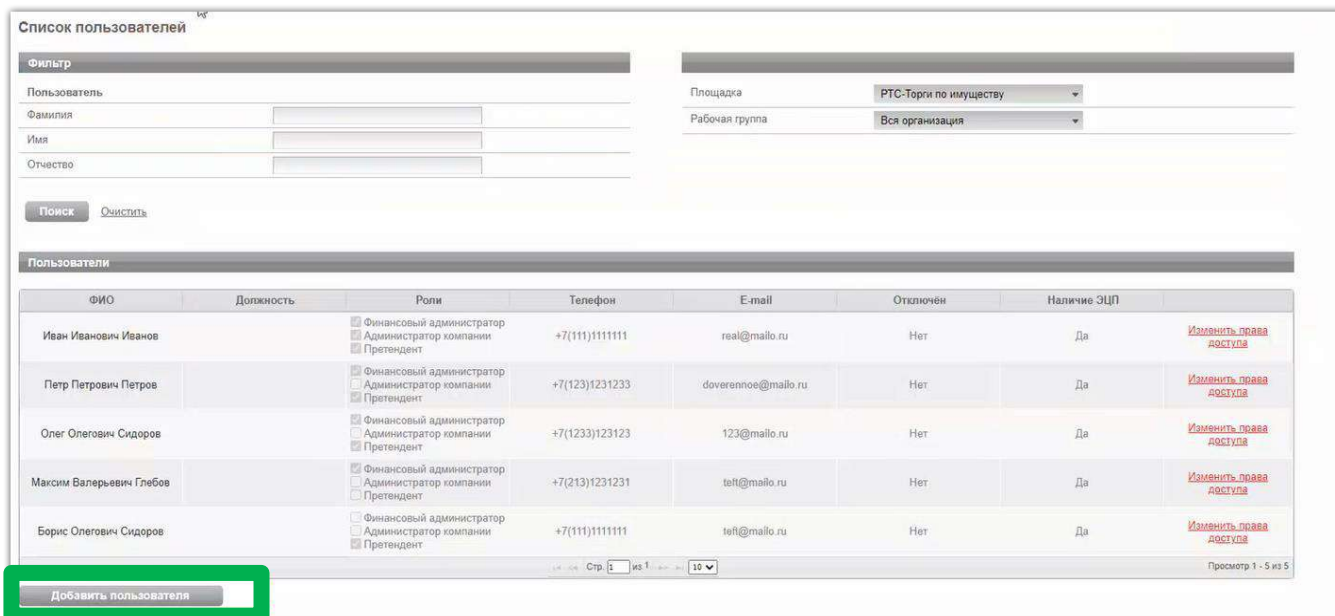 Список пользователей
Фильтр
Пользователь
Фамилия
Имя
Отчество
Площадка РТС-Торги по имуществу
Рабочая группа Вся организация
Поиск Очистить
Пользователи
ФИО Должность Роли Телефон E-mail Отключён Наличие ЭЦП
Финансовый администратор
Иван Иванович Иванов Администратор компании +7(111)1111111 real@mailo.ru Нет Да Изменить права доступа
Претендент
Финансовый администратор
Петр Петрович Петров Администратор компании +7(123)1231233 doverennoe@mailo.ru Нет Да Изменить права доступа
Претендент
Финансовый администратор
Олег Олегович Сидоров Администратор компании +7(1233)123123 123@mailo.ru Нет Да Изменить права доступа
Претендент
Финансовый администратор
Максим Валерьевич Глебов Администратор компании +7(213)1231231 teft@mailo.ru Нет Да Изменить права доступа
Претендент
Финансовый администратор
Борис Олегович Сидоров Администратор компании +7(111)1111111 teft@mailo.ru Нет Да Изменить права доступа
Претендент
Стр. 1 из 1 10 Просмотр 1 - 5 из 5
Добавить пользователя